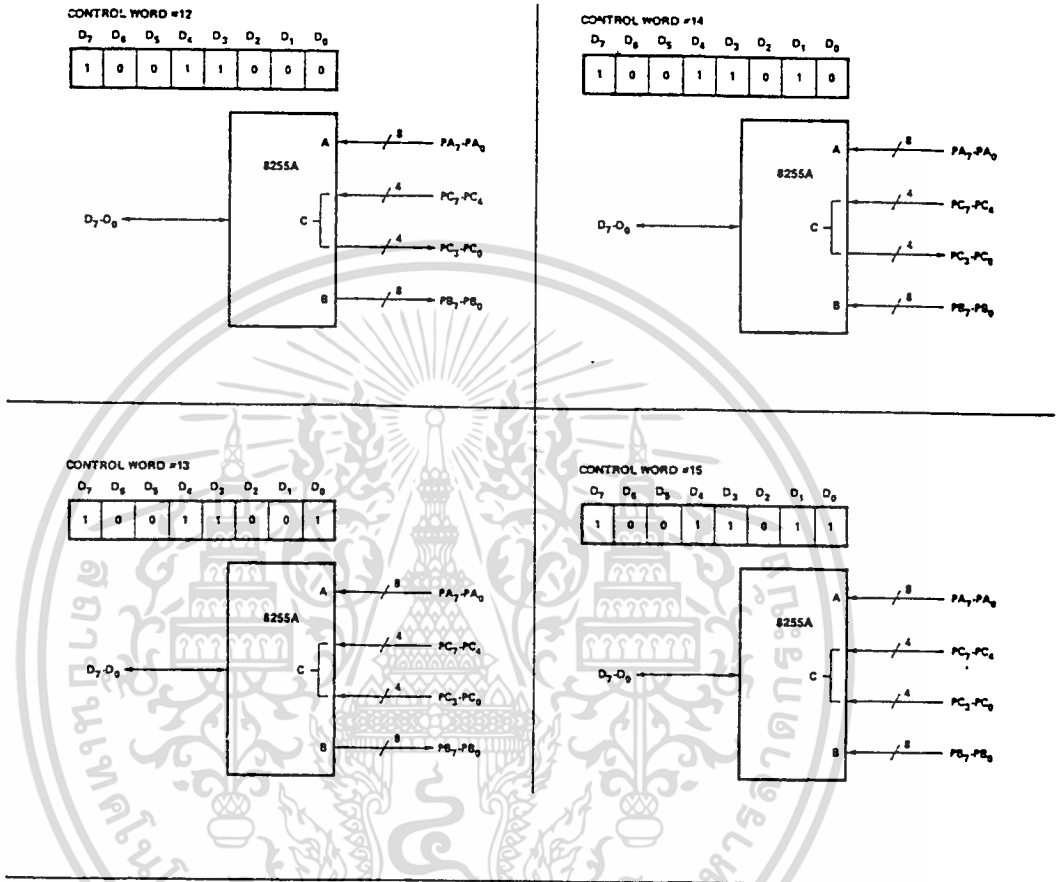 CONTROL WORD #12
D7 D6 D5 D4 D3 D2 D1 D0
1 0 0 1 1 0 0 0
8255A
A
8
PA7-PA0
4
PC7-PC4
D7-D0
C
4
PC3-PC0
B
8
PB7-PB0
CONTROL WORD #14
D7 D6 D5 D4 D3 D2 D1 D0
1 0 0 1 1 0 1 0
8255A
A
8
PA7-PA0
4
PC7-PC4
D7-D0
C
4
PC3-PC0
B
8
PB7-PB0
CONTROL WORD #13
D7 D6 D5 D4 D3 D2 D1 D0
1 0 0 1 1 0 0 1
8255A
A
8
PA7-PA0
4
PC7-PC4
D7-D0
C
4
PC3-PC0
B
8
PB7-PB0
CONTROL WORD #15
D7 D6 D5 D4 D3 D2 D1 D0
1 0 0 1 1 0 1 1
8255A
A
8
PA7-PA0
4
PC7-PC4
D7-D0
C
4
PC3-PC0
B
8
PB7-PB0